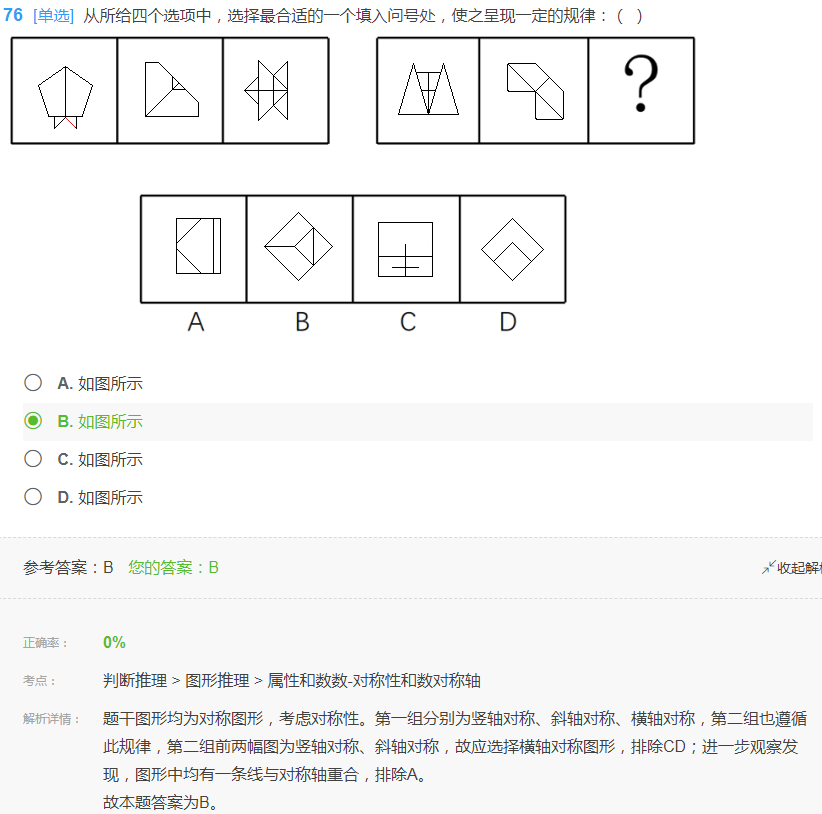 76 [单选] 从所给四个选项中，选择最合适的一个填入问号处，使之呈现一定的规律：（ ）
?
A B C D
A. 如图所示
B. 如图所示
C. 如图所示
D. 如图所示
参考答案：B 您的答案：B 收起解
正确率： 0%
考点： 判断推理 > 图形推理 > 属性和数数-对称性和数对称轴
解析详情： 题干图形均为对称图形，考虑对称性。第一组分别为竖轴对称、斜轴对称、横轴对称，第二组也遵循
此规律，第二组前两幅图为竖轴对称、斜轴对称，故应选择横轴对称图形，排除CD；进一步观察发
现，图形中均有一条线与对称轴重合，排除A。
故本题答案为B。